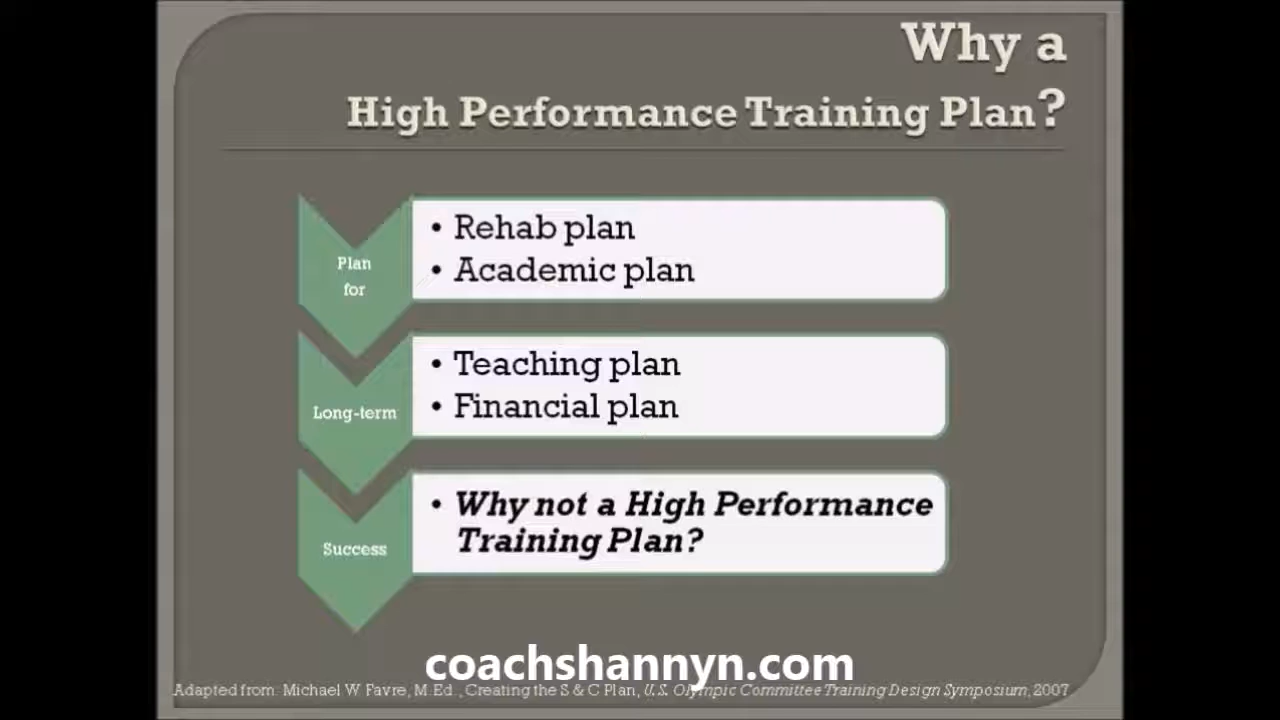 Why a
High Performance Training Plan?
Plan
for
• Rehab plan
• Academic plan
Long-term
• Teaching plan
• Financial plan
Success
• Why not a High Performance
Training Plan?
coachshannyn.com
Adapted from: Michael W Favre, M.Ed., Creating the S & C Plan, U.S. Olympic Committee Training Design Symposium, 2007